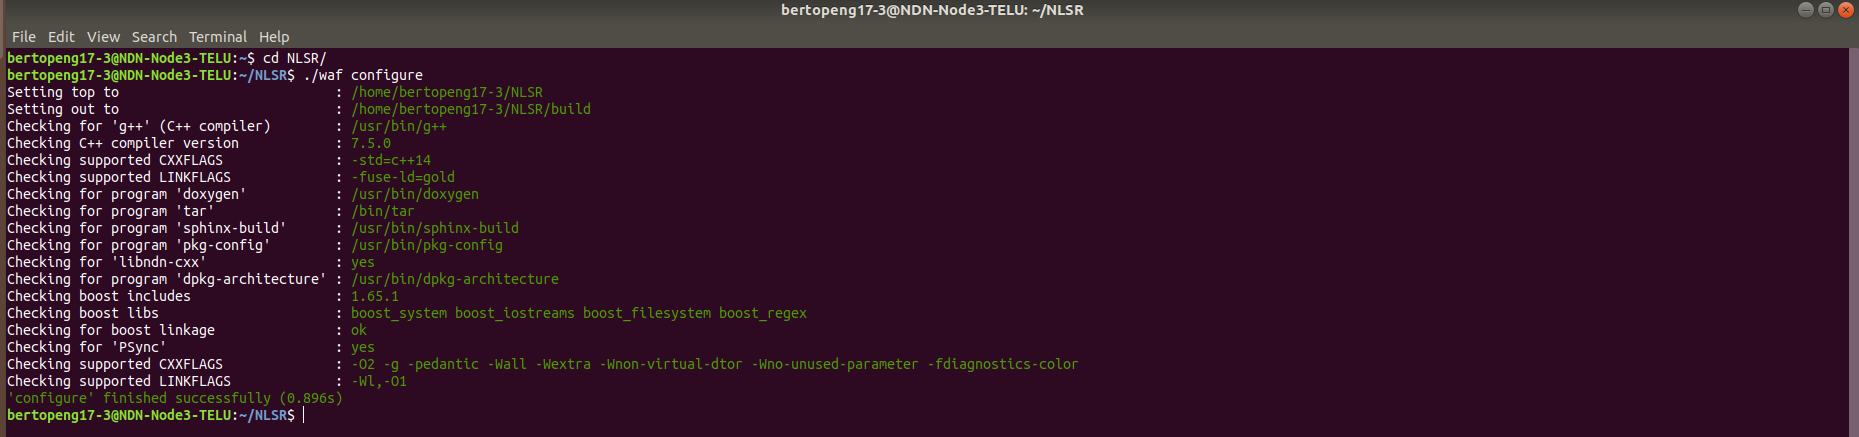 bertopeng17-3@NDN-Node3-TELU: ~/NLSR
File Edit View Search Terminal Help
bertopeng17-3@NDN-Node3-TELU:~$ cd NLSR/
bertopeng17-3@NDN-Node3-TELU:~/NLSR$ ./waf configure
Setting top to                           : /home/bertopeng17-3/NLSR
Setting out to                           : /home/bertopeng17-3/NLSR/build
Checking for 'g++' (C++ compiler)        : /usr/bin/g++
Checking C++ compiler version            : 7.5.0
Checking supported CXXFLAGS              : -std=c++14
Checking supported LINKFLAGS             : -fuse-ld=gold
Checking for program 'doxygen'           : /usr/bin/doxygen
Checking for program 'tar'               : /bin/tar
Checking for program 'sphinx-build'      : /usr/bin/sphinx-build
Checking for program 'pkg-config'        : /usr/bin/pkg-config
Checking for 'libndn-cxx'                : yes
Checking for program 'dpkg-architecture' : /usr/bin/dpkg-architecture
Checking boost includes                  : 1.65.1
Checking boost libs                      : boost_system boost_iostreams boost_filesystem boost_regex
Checking for boost linkage               : ok
Checking for 'PSync'                     : yes
Checking supported CXXFLAGS              : -O2 -g -pedantic -Wall -Wextra -Wnon-virtual-dtor -Wno-unused-parameter -fdiagnostics-color
Checking supported LINKFLAGS             : -Wl,-O1
'configure' finished successfully (0.896s)
bertopeng17-3@NDN-Node3-TELU:~/NLSR$